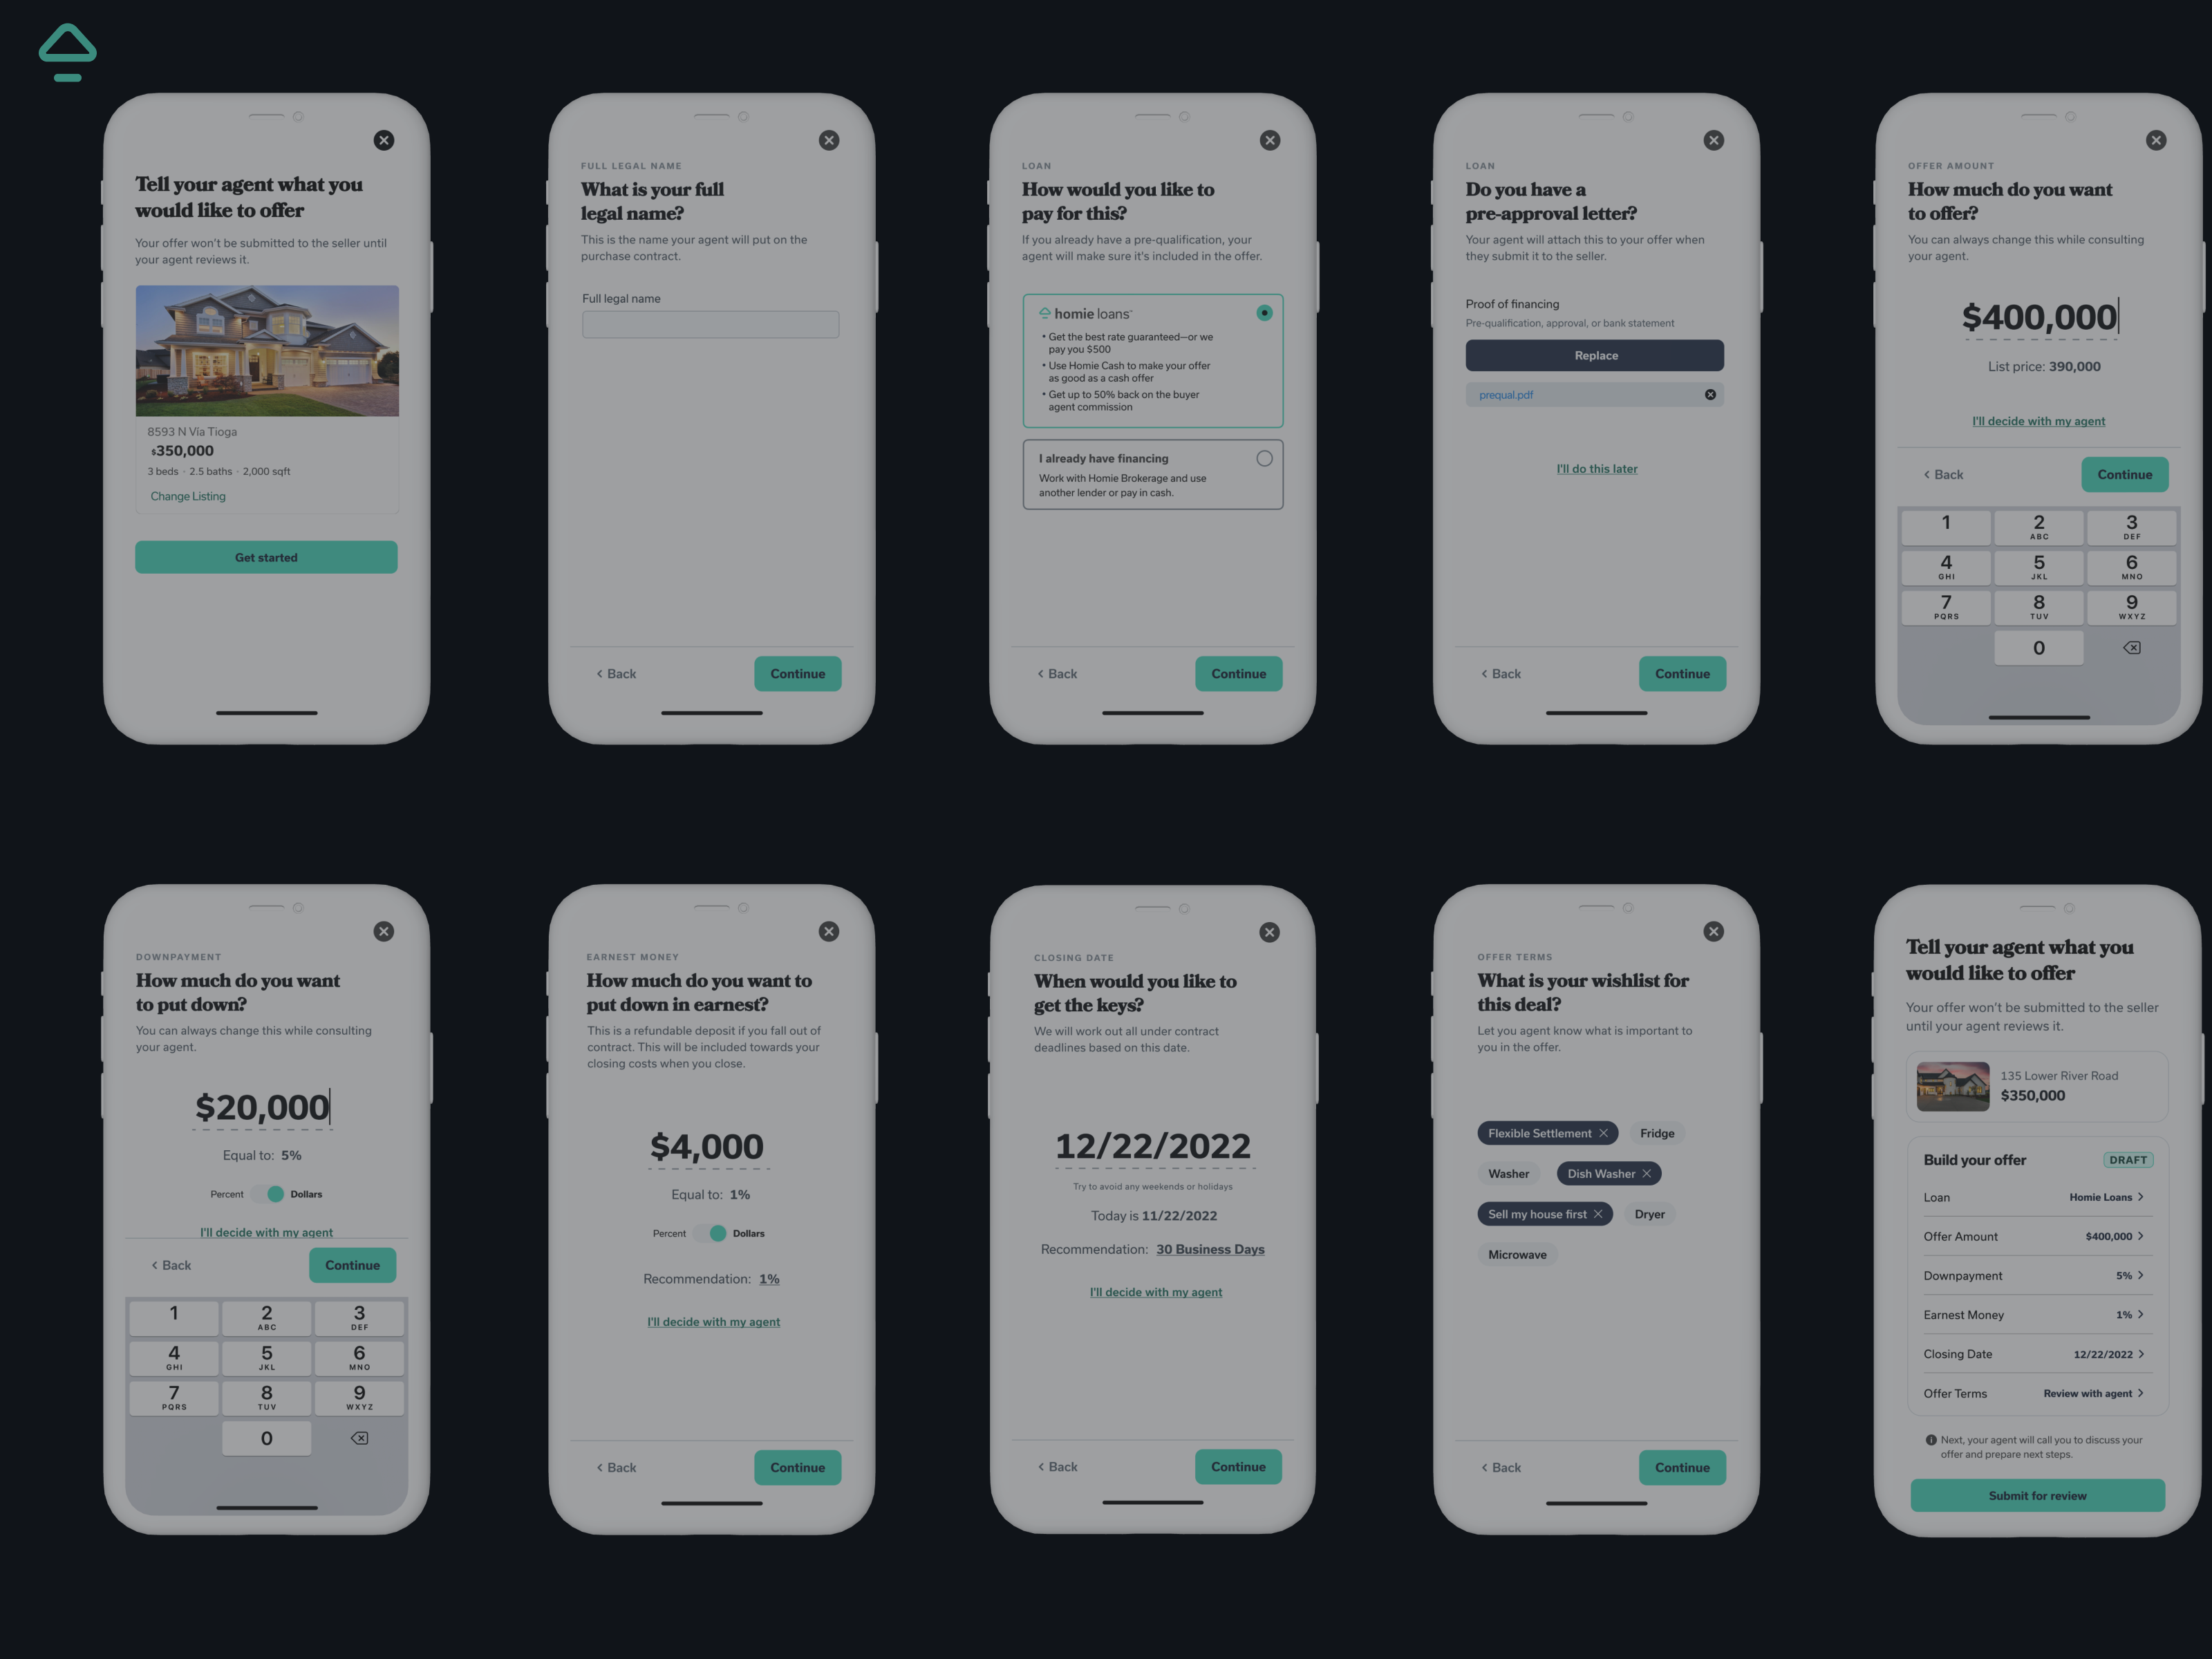 Tell your agent what you
would like to offer
Your offer won't be submitted to the seller until
your agent reviews it.
8593 N Vía Tioga
$350,000
3 beds · 2.5 baths · 2,000 sqft
Change Listing
Get started
FULL LEGAL NAME
What is your full
legal name?
This is the name your agent will put on the
purchase contract.
Full legal name
< Back
Continue
LOAN
How would you like to
pay for this?
If you already have a pre-qualification, your
agent will make sure it's included in the offer.
homie loans
• Get the best rate guaranteed—or we
pay you $500
• Use Homie Cash to make your offer
as good as a cash offer
• Get up to 50% back on the buyer
agent commission
I already have financing
Work with Homie Brokerage and use
another lender or pay in cash.
< Back
Continue
LOAN
Do you have a
pre-approval letter?
Your agent will attach this to your offer when
they submit it to the seller.
Proof of financing
Pre-qualification, approval, or bank statement
Replace
prequal.pdf
I'll do this later
< Back
Continue
OFFER AMOUNT
How much do you want
to offer?
You can always change this while consulting
your agent.
$400,000
List price: 390,000
I'll decide with my agent
< Back
Continue
1 2 3
ABC DEF
4 5 6
GHI JKL MNO
7 8 9
PQRS TUV WXYZ
0
DOWNPAYMENT
How much do you want
to put down?
You can always change this while consulting
your agent.
$20,000
Equal to: 5%
Percent Dollars
I'll decide with my agent
< Back
Continue
1 2 3
ABC DEF
4 5 6
GHI JKL MNO
7 8 9
PQRS TUV WXYZ
0
EARNEST MONEY
How much do you want to
put down in earnest?
This is a refundable deposit if you fall out of
contract. This will be included towards your
closing costs when you close.
$4,000
Equal to: 1%
Percent Dollars
Recommendation: 1%
I'll decide with my agent
< Back
Continue
CLOSING DATE
When would you like to
get the keys?
We will work out all under contract
deadlines based on this date.
12/22/2022
Try to avoid any weekends or holidays
Today is 11/22/2022
Recommendation: 30 Business Days
I'll decide with my agent
< Back
Continue
OFFER TERMS
What is your wishlist for
this deal?
Let you agent know what is important to
you in the offer.
Flexible Settlement × Fridge
Washer Dish Washer ×
Sell my house first × Dryer
Microwave
< Back
Continue
Tell your agent what you
would like to offer
Your offer won't be submitted to the seller
until your agent reviews it.
135 Lower River Road
$350,000
Build your offer DRAFT
Loan Homie Loans >
Offer Amount $400,000 >
Downpayment 5% >
Earnest Money 1% >
Closing Date 12/22/2022 >
Offer Terms Review with agent >
Next, your agent will call you to discuss your
offer and prepare next steps.
Submit for review